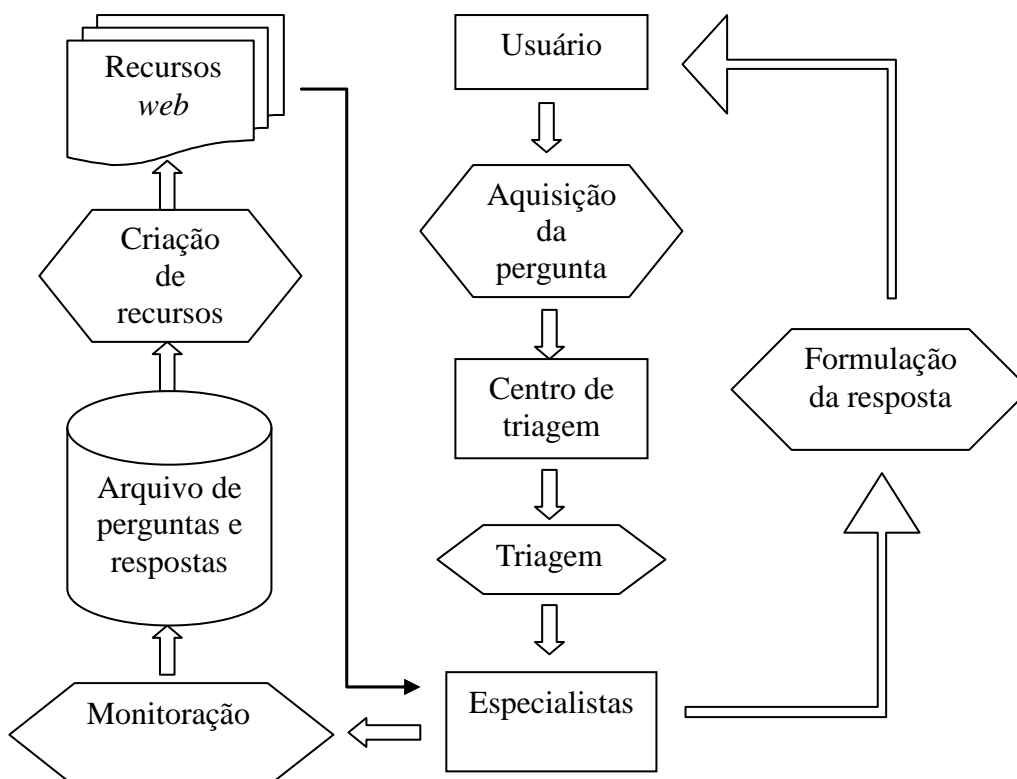 Recursos
web
Usuário
Aquisição
da
pergunta
Criação
de
recursos
Centro de
triagem
Formulação
da resposta
Arquivo de
perguntas e
respostas
Triagem
Monitoração
Especialistas